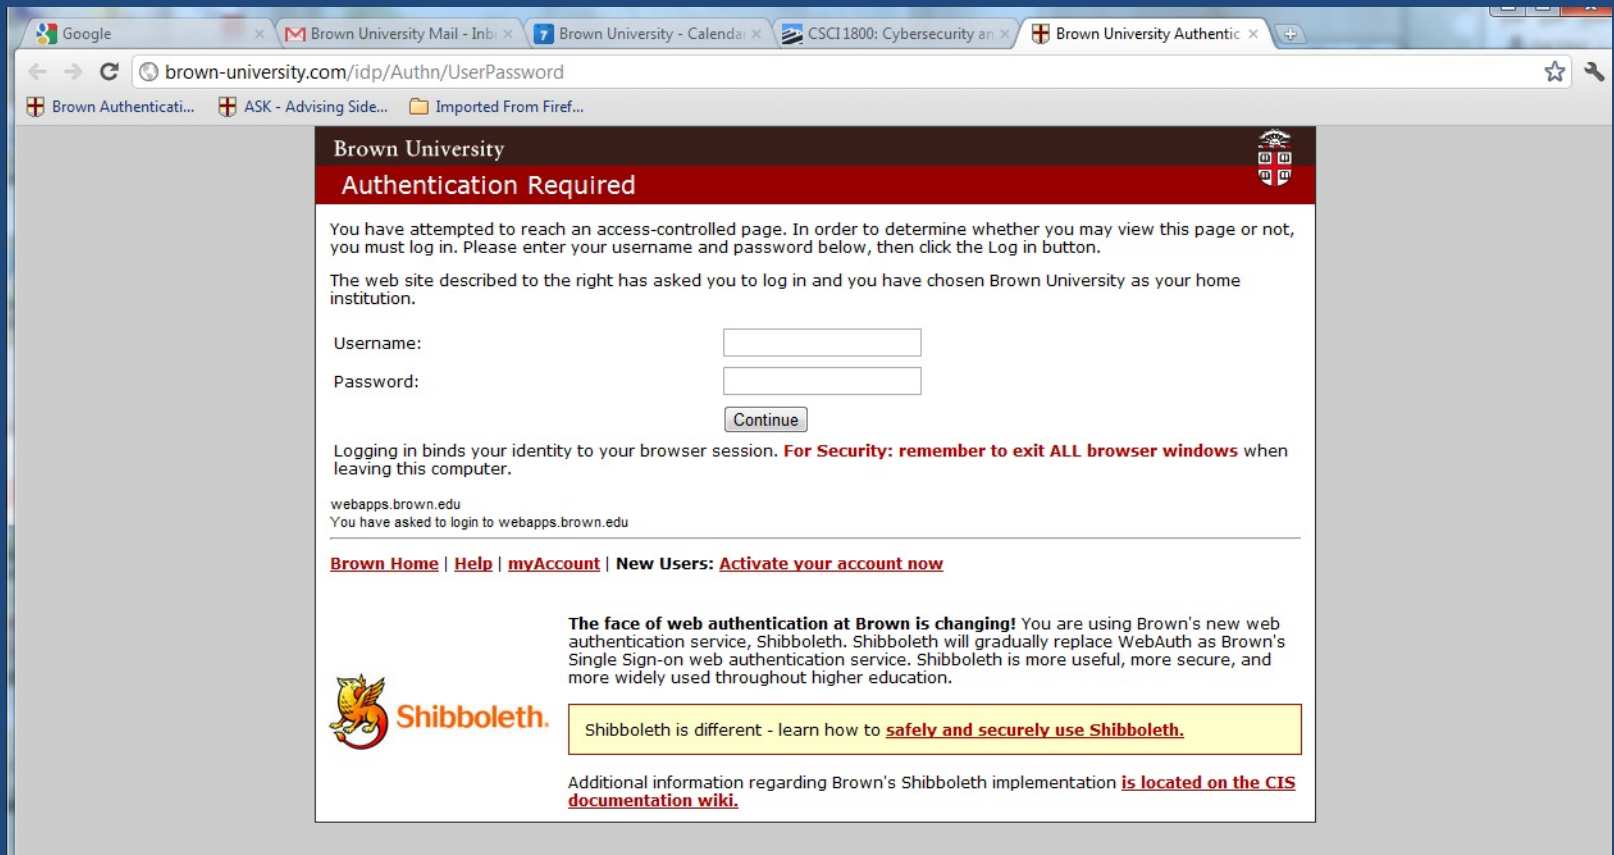 Google
Brown University Mail - Inb
7 Brown University - Calenda
CSCI 1800: Cybersecurity an
Brown University Authentic
brown-university.com/idp/Authn/UserPassword
Brown Authenticati...
ASK - Advising Side...
Imported From Firef...
Brown University
Authentication Required
You have attempted to reach an access-controlled page. In order to determine whether you may view this page or not,
you must log in. Please enter your username and password below, then click the Log in button.
The web site described to the right has asked you to log in and you have chosen Brown University as your home
institution.
Username:
Password:
Continue
Logging in binds your identity to your browser session. For Security: remember to exit ALL browser windows when
leaving this computer.
webapps.brown.edu
You have asked to login to webapps.brown.edu
Brown Home | Help | myAccount | New Users: Activate your account now
The face of web authentication at Brown is changing! You are using Brown's new web
authentication service, Shibboleth. Shibboleth will gradually replace WebAuth as Brown's
Single Sign-on web authentication service. Shibboleth is more useful, more secure, and
more widely used throughout higher education.
Shibboleth.
Shibboleth is different - learn how to safely and securely use Shibboleth.
Additional information regarding Brown's Shibboleth implementation is located on the CIS
documentation wiki.